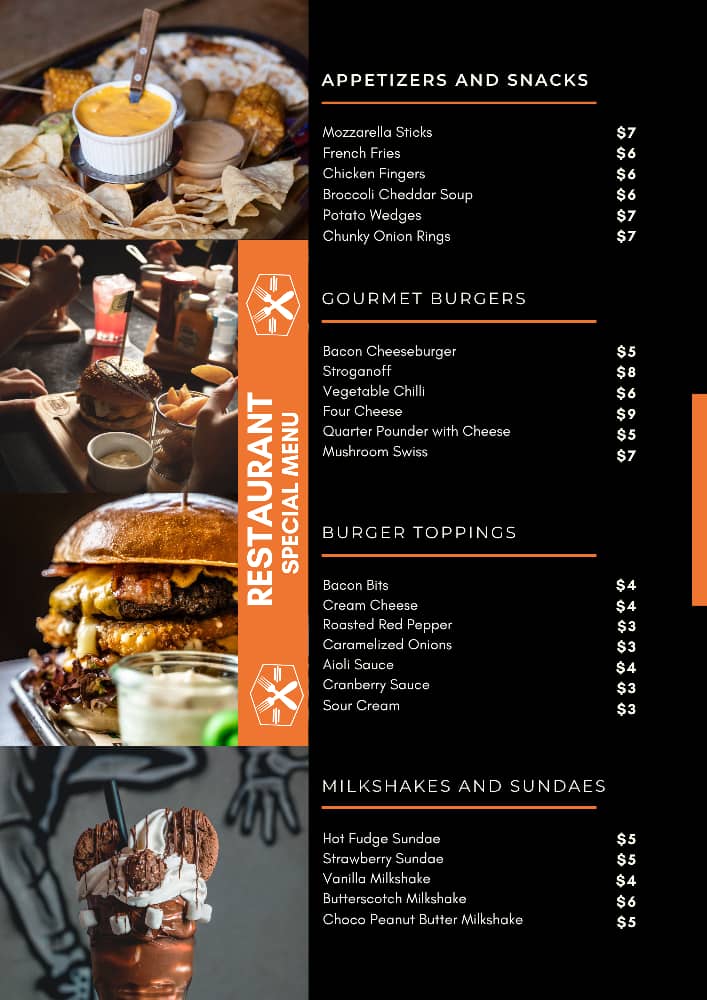 APPETIZERS AND SNACKS
Mozzarella Sticks $7
French Fries $6
Chicken Fingers $6
Broccoli Cheddar Soup $6
Potato Wedges $7
Chunky Onion Rings $7
GOURMET BURGERS
Bacon Cheeseburger $5
Stroganoff $8
Vegetable Chilli $6
Four Cheese $9
Quarter Pounder with Cheese $5
Mushroom Swiss $7
RESTAURANT
SPECIAL MENU
BURGER TOPPINGS
Bacon Bits $4
Cream Cheese $4
Roasted Red Pepper $3
Caramelized Onions $3
Aioli Sauce $4
Cranberry Sauce $3
Sour Cream $3
MILKSHAKES AND SUNDAES
Hot Fudge Sundae $5
Strawberry Sundae $5
Vanilla Milkshake $4
Butterscotch Milkshake $6
Choco Peanut Butter Milkshake $5